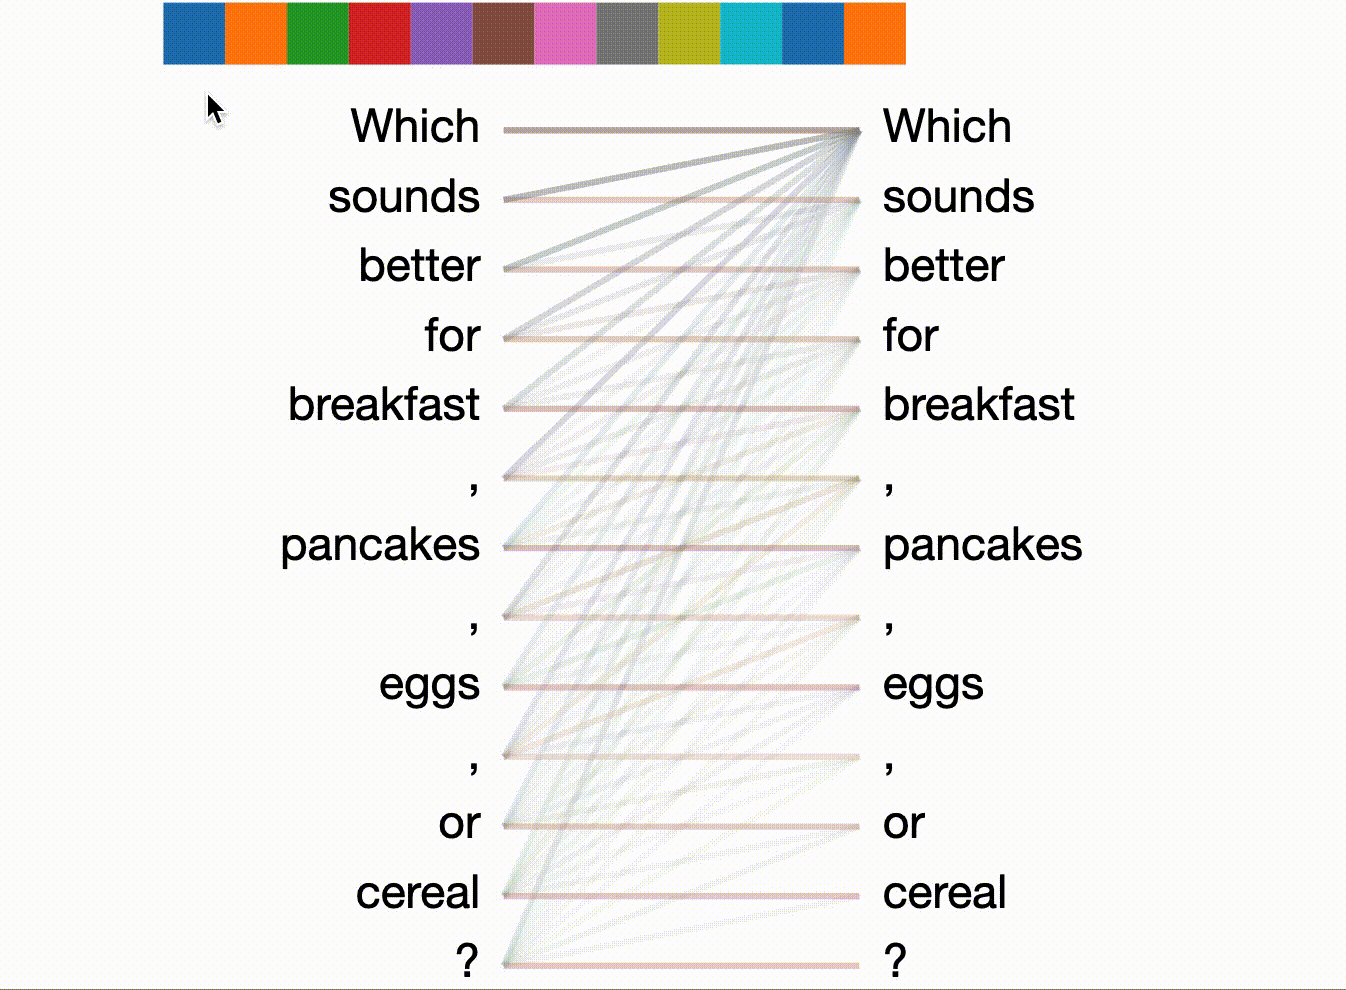 Which Which
sounds sounds
better better
for for
breakfast breakfast
, ,
pancakes pancakes
, ,
eggs eggs
, ,
or or
cereal cereal
? ?